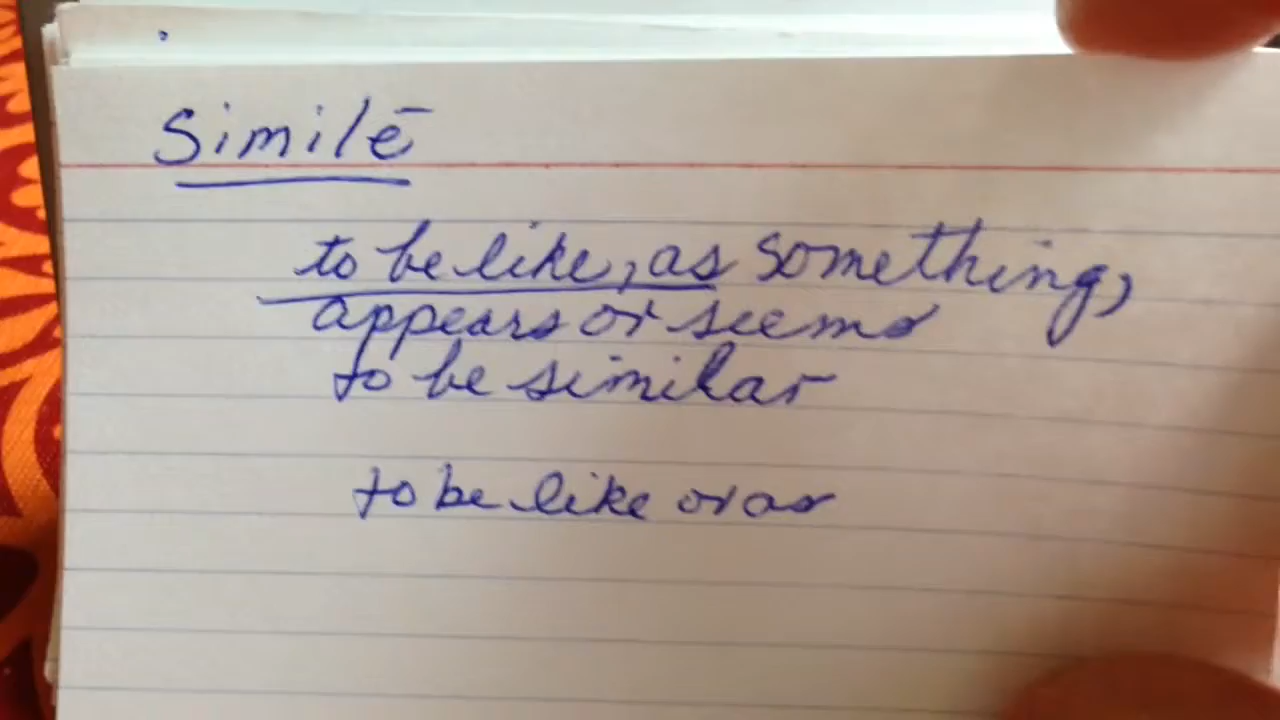 Similē
to be like, as something,
appears or seems
to be similar
to be like or as